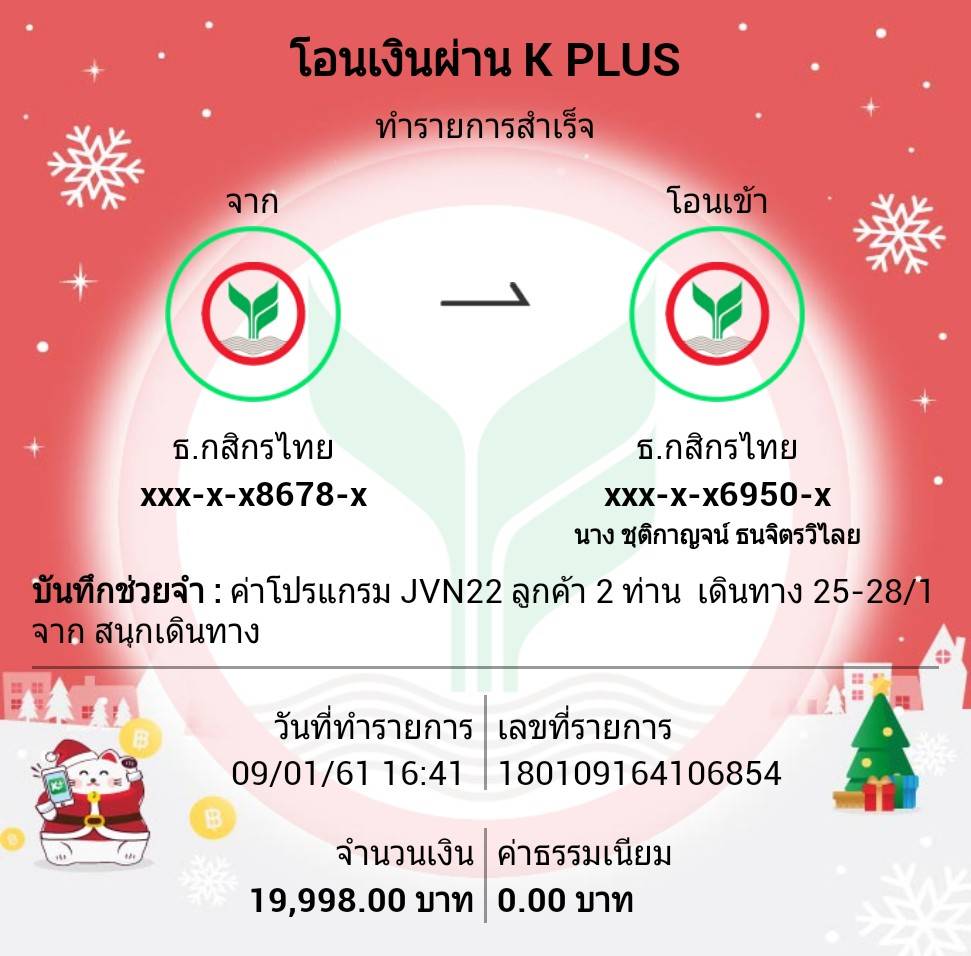 โอนเงินผ่าน K PLUS
ทำรายการสำเร็จ
จาก
โอนเข้า
ธ.กสิกรไทย
xxx-x-x8678-x
ธ.กสิกรไทย
xxx-x-x6950-x
นาง ชุติกาญจน์ ธนจิตรวิไลย
บันทึกช่วยจำ : ค่าโปรแกรม JVN22 ลูกค้า 2 ท่าน เดินทาง 25-28/1
จาก สนุกเดินทาง
วันที่ทำรายการ
09/01/61 16:41
เลขที่รายการ
180109164106854
จำนวนเงิน
19,998.00 บาท
ค่าธรรมเนียม
0.00 บาท